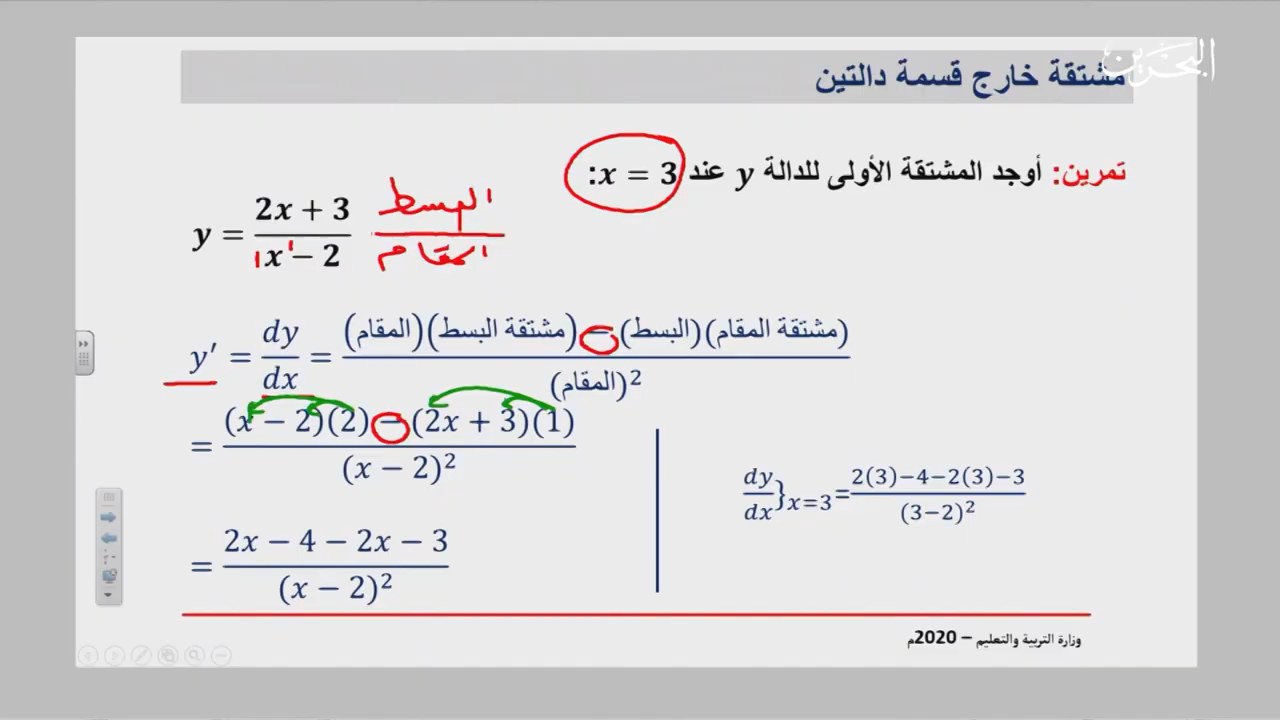 البحرين
مشتقة خارج قسمة دالتين
تمرين: أوجد المشتقة الأولى للدالة y عند x = 3:
y = (2x + 3)/(x − 2)
1 1
البسط
المقام
y′ = dy/dx = ((المقام)(مشتقة البسط) − (البسط)(مشتقة المقام))/(المقام)²
= ((x − 2)(2) − (2x + 3)(1))/(x − 2)²
= (2x − 4 − 2x − 3)/(x − 2)²
dy/dx}x=3 = (2(3)−4−2(3)−3)/(3−2)²
وزارة التربية والتعليم – 2020م